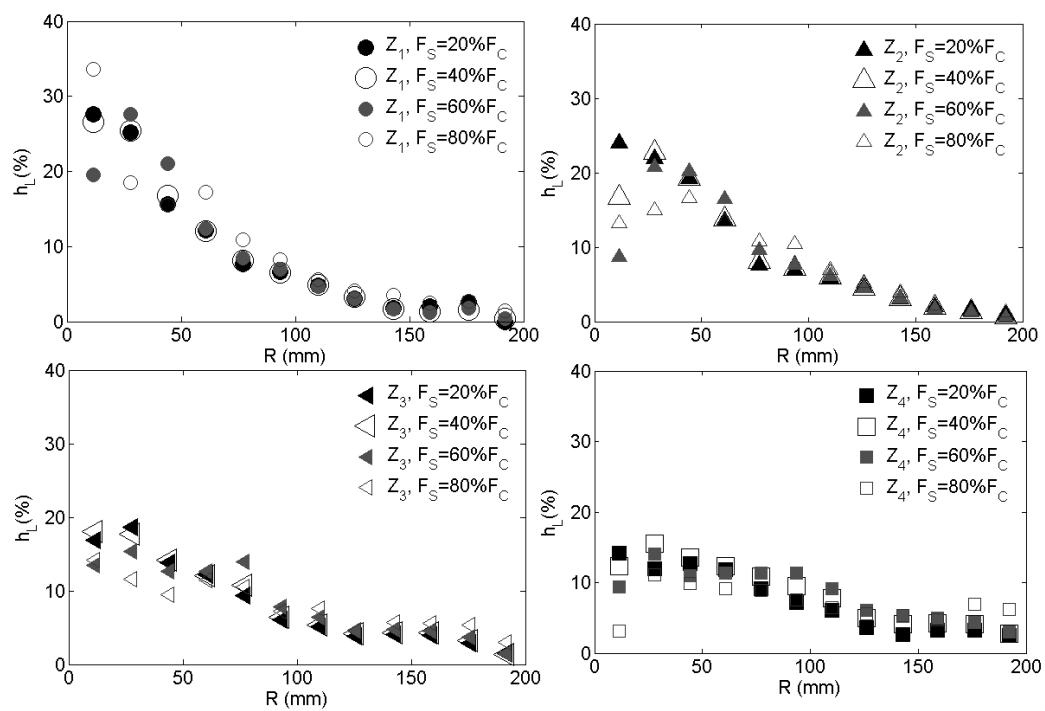 40
30
20
10
0
0 50 100 150 200
R (mm)
h_L(%)
Z_1, F_S=20%F_C
Z_1, F_S=40%F_C
Z_1, F_S=60%F_C
Z_1, F_S=80%F_C
40
30
20
10
0
0 50 100 150 200
R (mm)
h_L(%)
Z_2, F_S=20%F_C
Z_2, F_S=40%F_C
Z_2, F_S=60%F_C
Z_2, F_S=80%F_C
40
30
20
10
0
0 50 100 150 200
R (mm)
h_L(%)
Z_3, F_S=20%F_C
Z_3, F_S=40%F_C
Z_3, F_S=60%F_C
Z_3, F_S=80%F_C
40
30
20
10
0
0 50 100 150 200
R (mm)
h_L(%)
Z_4, F_S=20%F_C
Z_4, F_S=40%F_C
Z_4, F_S=60%F_C
Z_4, F_S=80%F_C